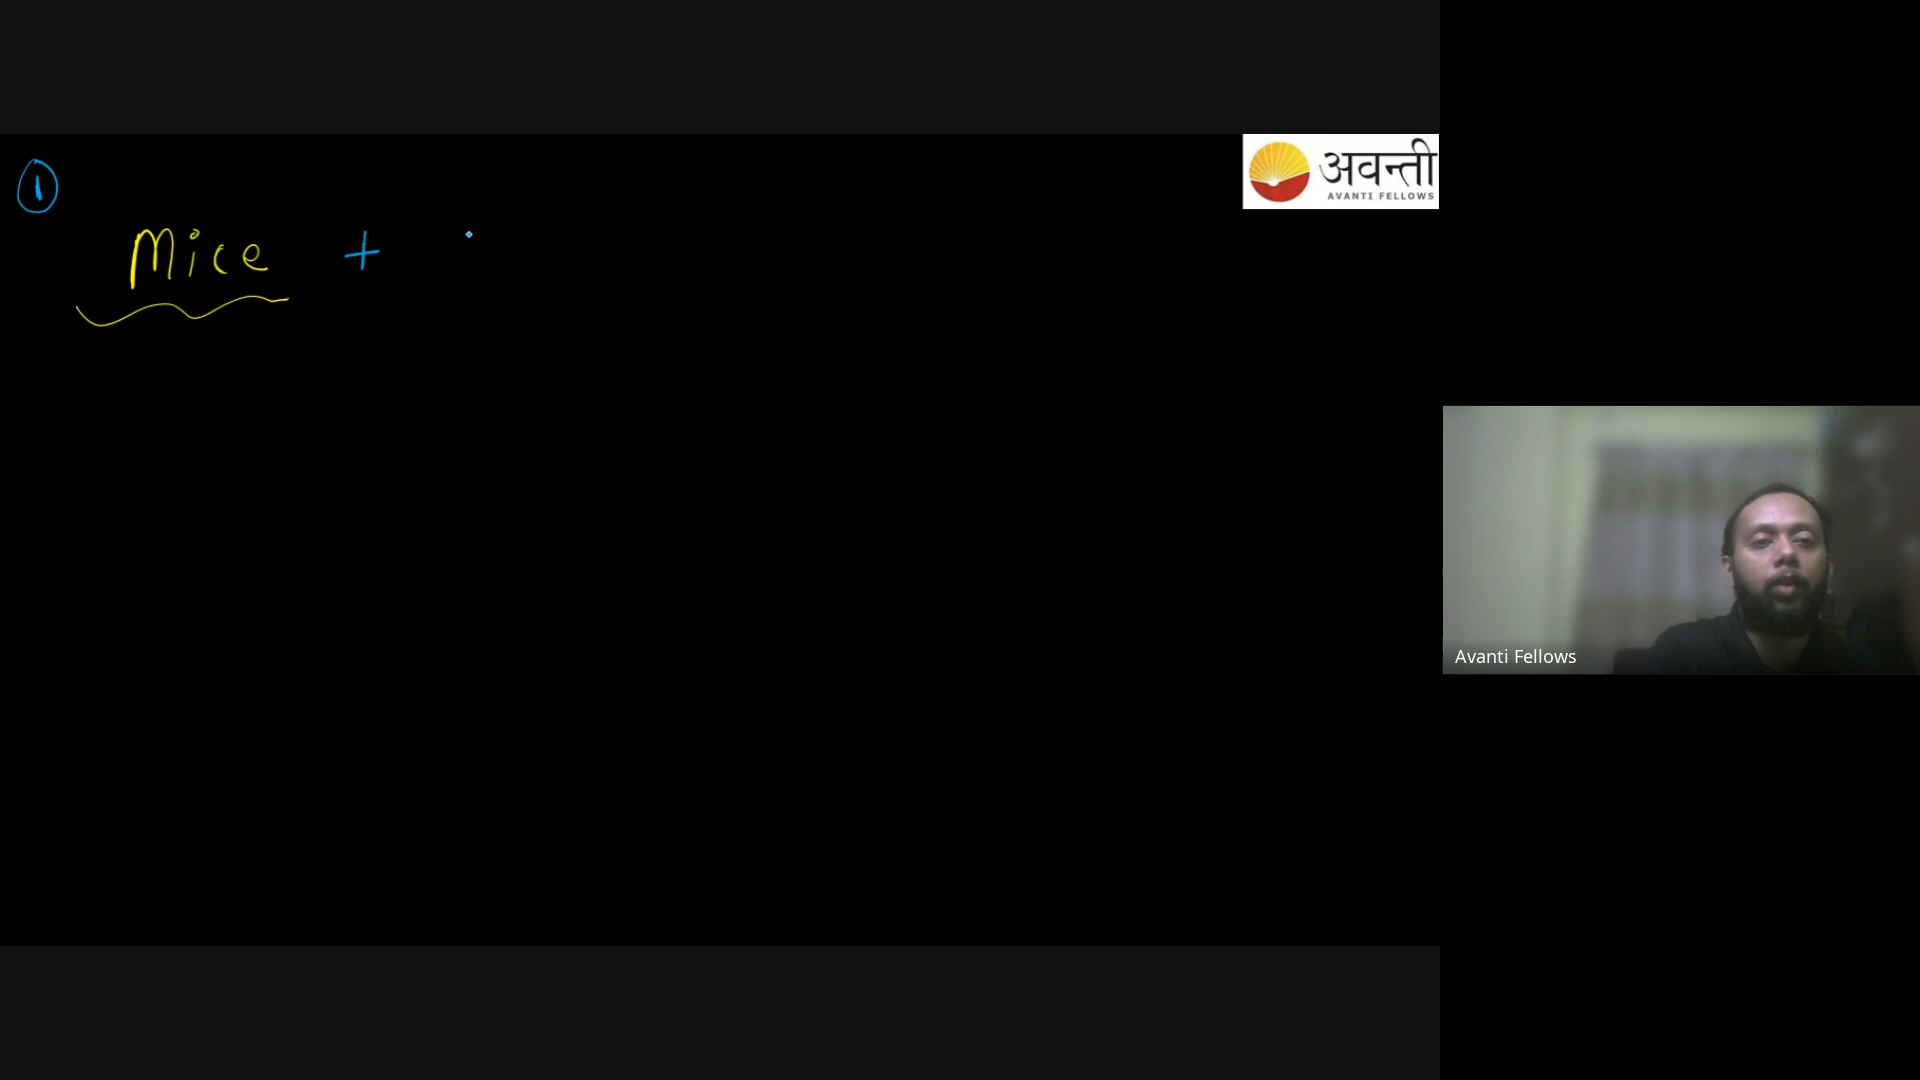 ①
अवन्ती
AVANTI FELLOWS
Mice +
Avanti Fellows